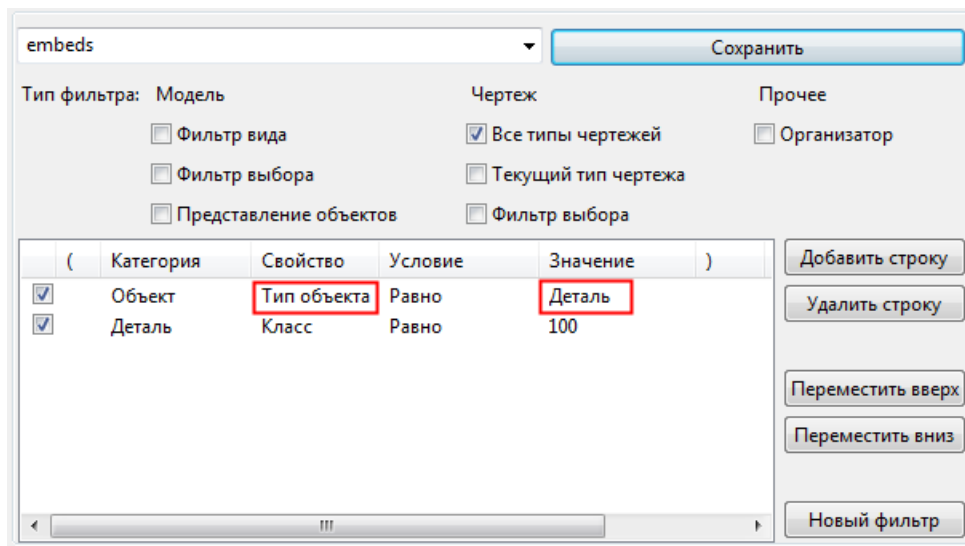 embeds
Сохранить
Тип фильтра: Модель Чертеж Прочее
Фильтр вида Все типы чертежей Организатор
Фильтр выбора Текущий тип чертежа
Представление объектов Фильтр выбора
( Категория Свойство Условие Значение )
Объект Тип объекта Равно Деталь
Деталь Класс Равно 100
Добавить строку
Удалить строку
Переместить вверх
Переместить вниз
Новый фильтр